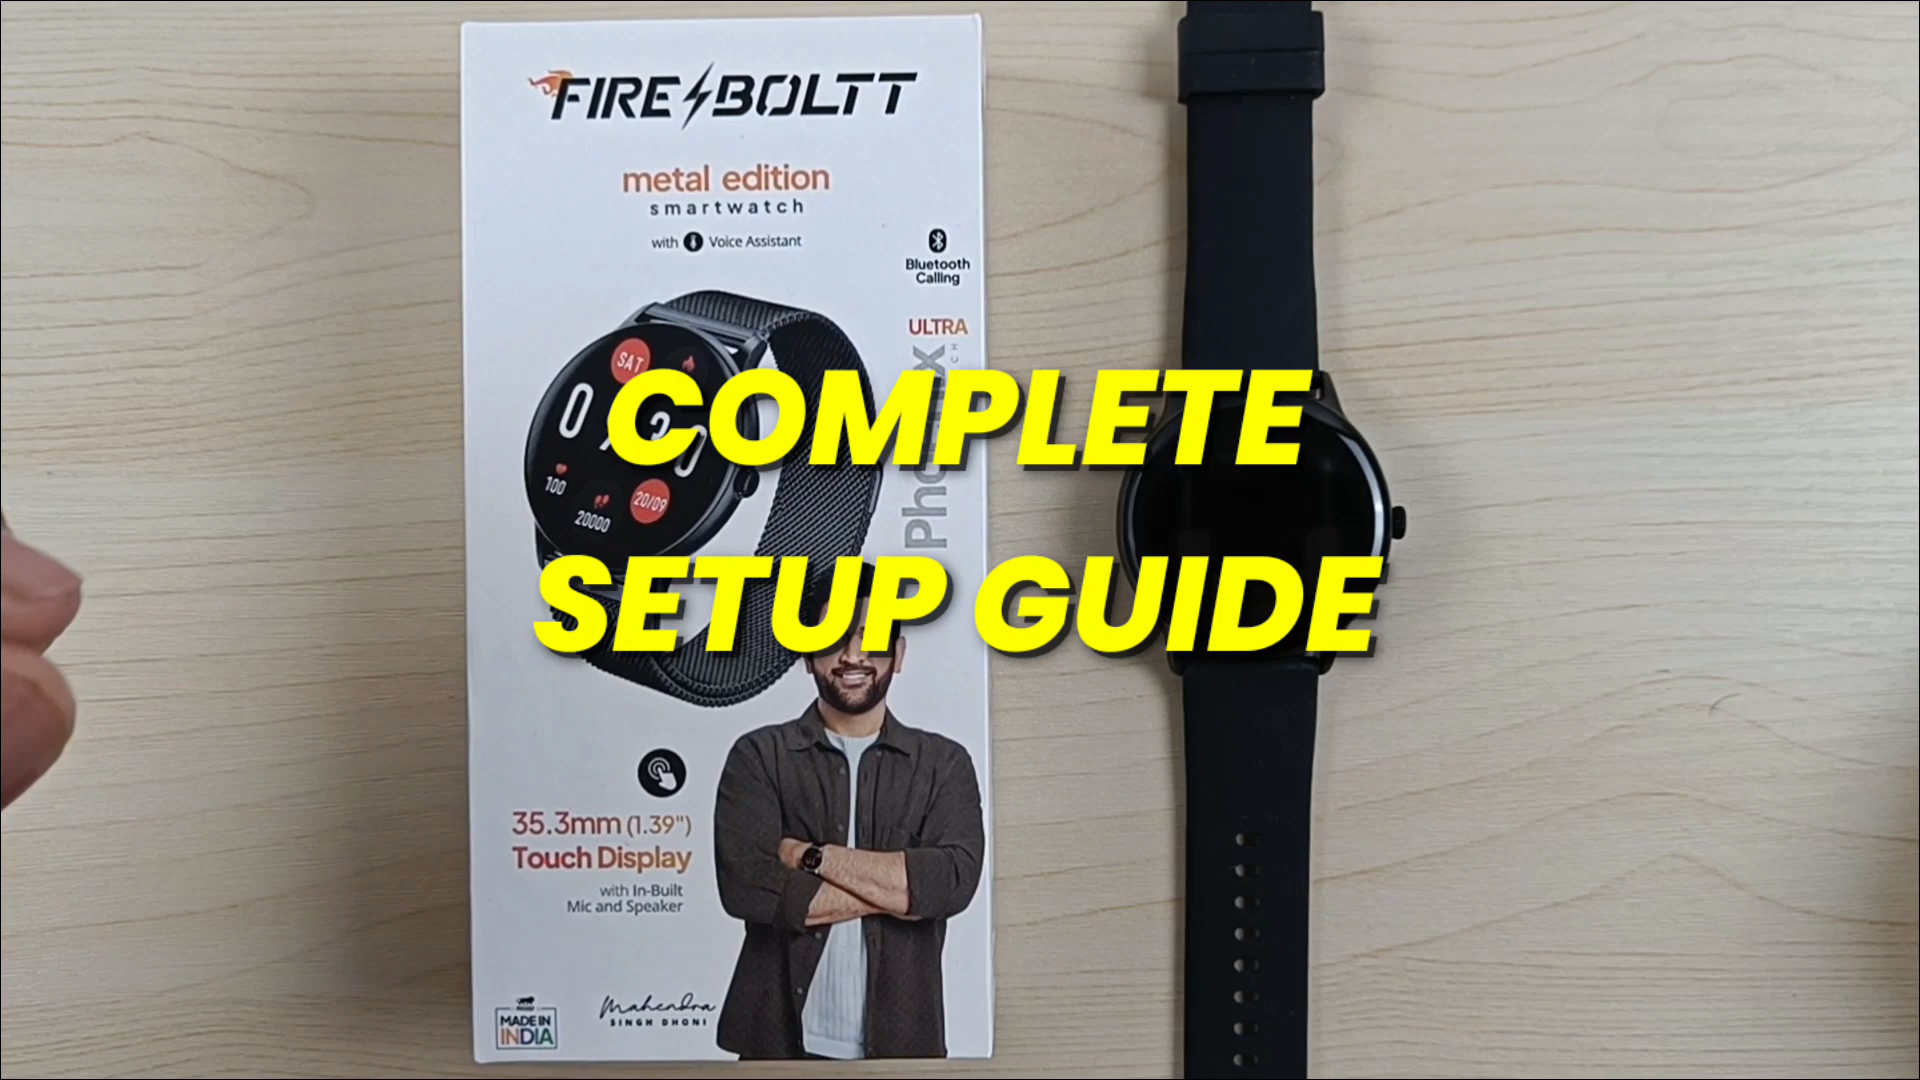 FIRE BOLTT
metal edition
smartwatch
with Voice Assistant
Bluetooth
Calling
ULTRA
SAT
100
20/09
20000
COMPLETE
SETUP GUIDE
35.3mm (1.39")
Touch Display
with In-Built
Mic and Speaker
MADE IN
INDIA
Mahendra
SINGH DHONI